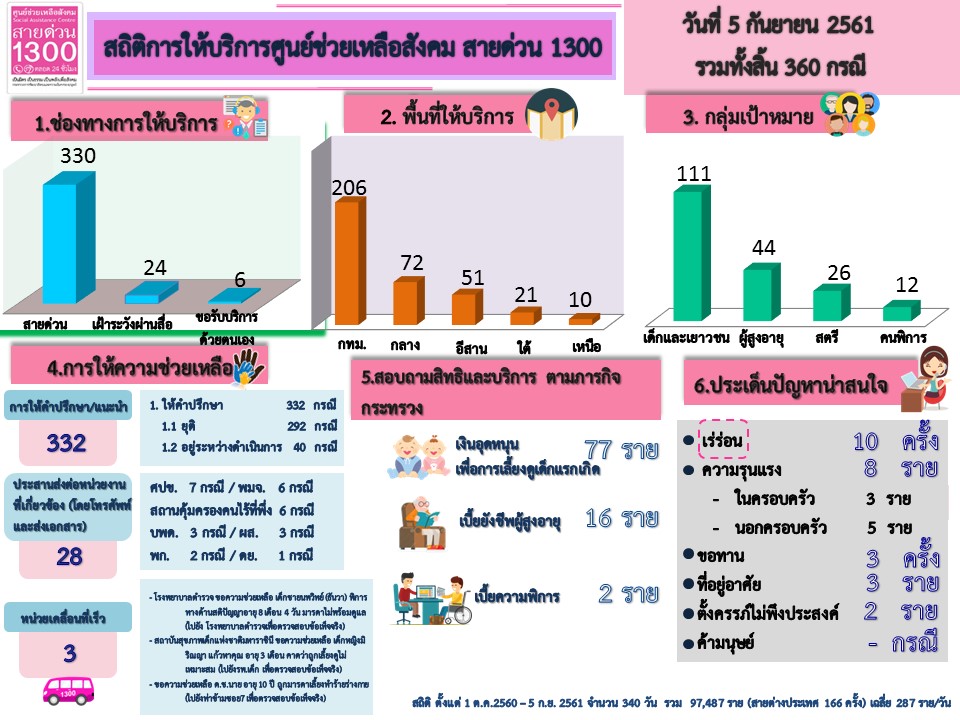 ศูนย์ช่วยเหลือสังคม
Social Assistance Centre
สายด่วน
1300
ตลอด 24 ชั่วโมง
สถิติการให้บริการศูนย์ช่วยเหลือสังคม สายด่วน 1300
วันที่ 5 กันยายน 2561
รวมทั้งสิ้น 360 กรณี
1.ช่องทางการให้บริการ
330
24
6
สายด่วน
เฝ้าระวังผ่านสื่อ
ขอรับบริการ
ด้วยตนเอง
2. พื้นที่ให้บริการ
206
72
51
21
10
กทม.
กลาง
อีสาน
ใต้
เหนือ
3. กลุ่มเป้าหมาย
111
44
26
12
เด็กและเยาวชน
ผู้สูงอายุ
สตรี
คนพิการ
4.การให้ความช่วยเหลือ
การให้คำปรึกษา/แนะนำ
332
1. ให้คำปรึกษา 332 กรณี
1.1 ยุติ 292 กรณี
1.2 อยู่ระหว่างดำเนินการ 40 กรณี
ประสานส่งต่อหน่วยงาน
ที่เกี่ยวข้อง (โดยโทรศัพท์
และส่งเอกสาร)
28
ศปข. 7 กรณี / พมจ. 6 กรณี
สถานคุ้มครองคนไร้ที่พึ่ง 6 กรณี
บพด. 3 กรณี / ผส. 3 กรณี
พก. 2 กรณี / ดย. 1 กรณี
หน่วยเคลื่อนที่เร็ว
3
1300
- โรงพยาบาลตำรวจ ขอความช่วยเหลือ เด็กชายนพวิทย์ (ธันวา) พิการ
ทางด้านสติปัญญาอายุ 8 เดือน 4 วัน มารดาไม่พร้อมดูแล
(ไปยัง โรงพยาบาลตำรวจเพื่อตรวจสอบข้อเท็จจริง)
- สถาบันสุขภาพเด็กแห่งชาติมหาราชินี ขอความช่วยเหลือ เด็กหญิงมิ
ริณญา แก้วหาคุณ อายุ 3 เดือน คาดว่าถูกเลี้ยงดูไม่
เหมาะสม (ไปยังรพ.เด็ก เพื่อตรวจสอบข้อเท็จจริง)
- ขอความช่วยเหลือ ด.ช.นาย อายุ 10 ปี ถูกมารดาเลี้ยงทำร้ายร่างกาย
(ไปยังท่าข้ามซอย7 เพื่อตรวจสอบข้อเท็จจริง)
5.สอบถามสิทธิและบริการ ตามภารกิจ
กระทรวง
เงินอุดหนุน
เพื่อการเลี้ยงดูเด็กแรกเกิด 77 ราย
เบี้ยยังชีพผู้สูงอายุ 16 ราย
เบี้ยความพิการ 2 ราย
6.ประเด็นปัญหาน่าสนใจ
เร่ร่อน 10 ครั้ง
ความรุนแรง 8 ราย
- ในครอบครัว 3 ราย
- นอกครอบครัว 5 ราย
ขอทาน 3 ครั้ง
ที่อยู่อาศัย 3 ราย
ตั้งครรภ์ไม่พึงประสงค์ 2 ราย
ค้ามนุษย์ - กรณี
สถิติ ตั้งแต่ 1 ต.ค.2560 – 5 ก.ย. 2561 จำนวน 340 วัน รวม 97,487 ราย (สายต่างประเทศ 166 ครั้ง) เฉลี่ย 287 ราย/วัน